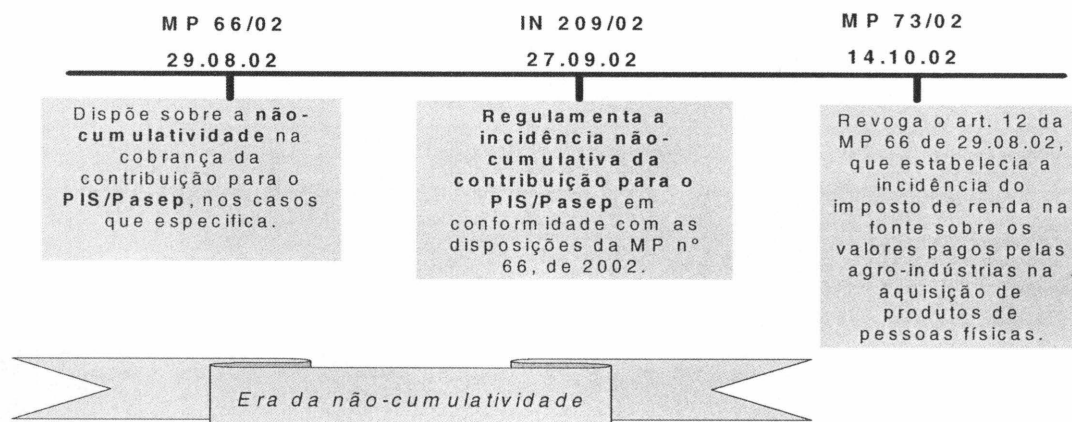 MP 66/02
29.08.02
Dispõe sobre a não-
cumulatividade na
cobrança da
contribuição para o
PIS/Pasep, nos casos
que especifica.
IN 209/02
27.09.02
Regulamenta a
incidência não-
cumulativa da
contribuição para o
PIS/Pasep em
conformidade com as
disposições da MP nº
66, de 2002.
MP 73/02
14.10.02
Revoga o art. 12 da
MP 66 de 29.08.02,
que estabelecia a
incidência do
imposto de renda na
fonte sobre os
valores pagos pelas
agro-indústrias na
aquisição de
produtos de
pessoas físicas.
Era da não-cumulatividade